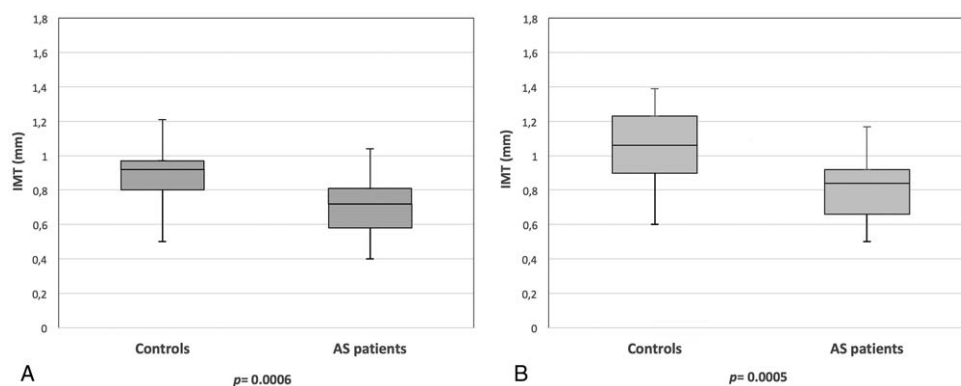 1,8
1,6
1,4
1,2
1
0,8
0,6
0,4
0,2
0
IMT (mm)
Controls AS patients
A
p= 0.0006
1,8
1,6
1,4
1,2
1
0,8
0,6
0,4
0,2
0
IMT (mm)
Controls AS patients
B
p= 0.0005